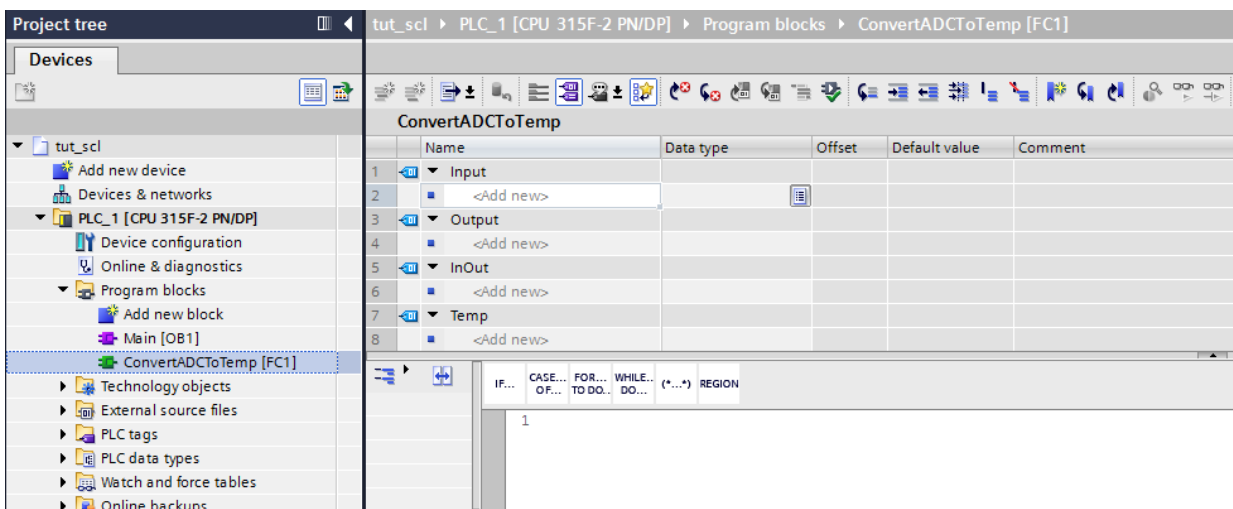 Project tree
tut_scl ▸ PLC_1 [CPU 315F-2 PN/DP] ▸ Program blocks ▸ ConvertADCToTemp [FC1]
Devices
ConvertADCToTemp
Name Data type Offset Default value Comment
1 Input
2 <Add new>
3 Output
4 <Add new>
5 InOut
6 <Add new>
7 Temp
8 <Add new>
tut_scl
Add new device
Devices & networks
PLC_1 [CPU 315F-2 PN/DP]
Device configuration
Online & diagnostics
Program blocks
Add new block
Main [OB1]
ConvertADCToTemp [FC1]
Technology objects
External source files
PLC tags
PLC data types
Watch and force tables
Online backups
IF... CASE... FOR... WHILE.. (*...*) REGION
OF... TO DO.. DO...
1